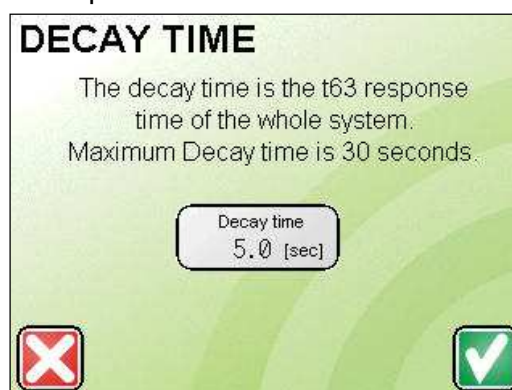 DECAY TIME
The decay time is the t63 response
time of the whole system.
Maximum Decay time is 30 seconds.
Decay time
5.0 [sec]